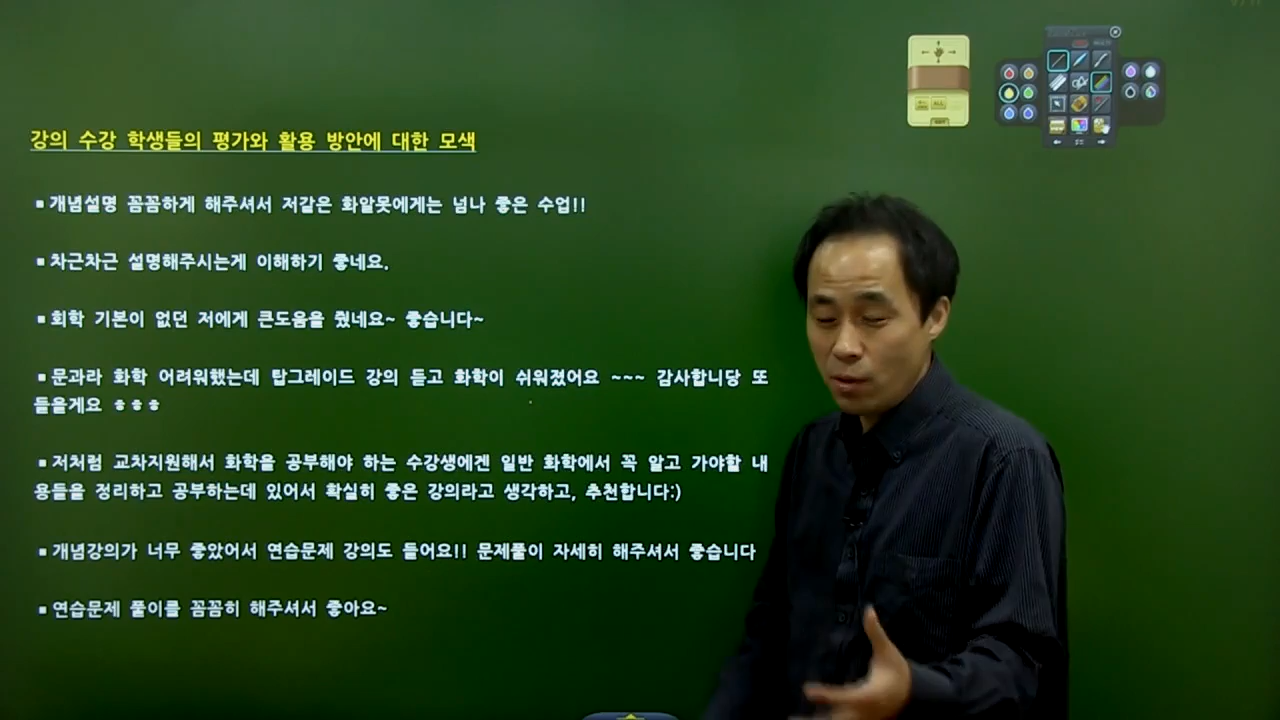 강의 수강 학생들의 평가와 활용 방안에 대한 모색
▪개념설명 꼼꼼하게 해주셔서 저같은 화알못에게는 넘나 좋은 수업!!
▪차근차근 설명해주시는게 이해하기 좋네요.
▪회학 기본이 없던 저에게 큰도움을 줬네요~ 좋습니다~
▪문과라 화학 어려워했는데 탑그레이드 강의 듣고 화학이 쉬워졌어요 ~~~ 감사합니당 또
들을게요 ㅎㅎㅎ
▪저처럼 교차지원해서 화학을 공부해야 하는 수강생에겐 일반 화학에서 꼭 알고 가야할 내
용들을 정리하고 공부하는데 있어서 확실히 좋은 강의라고 생각하고, 추천합니다:)
▪개념강의가 너무 좋았어서 연습문제 강의도 들어요!! 문제풀이 자세히 해주셔서 좋습니다
▪연습문제 풀이를 꼼꼼히 해주셔서 좋아요~